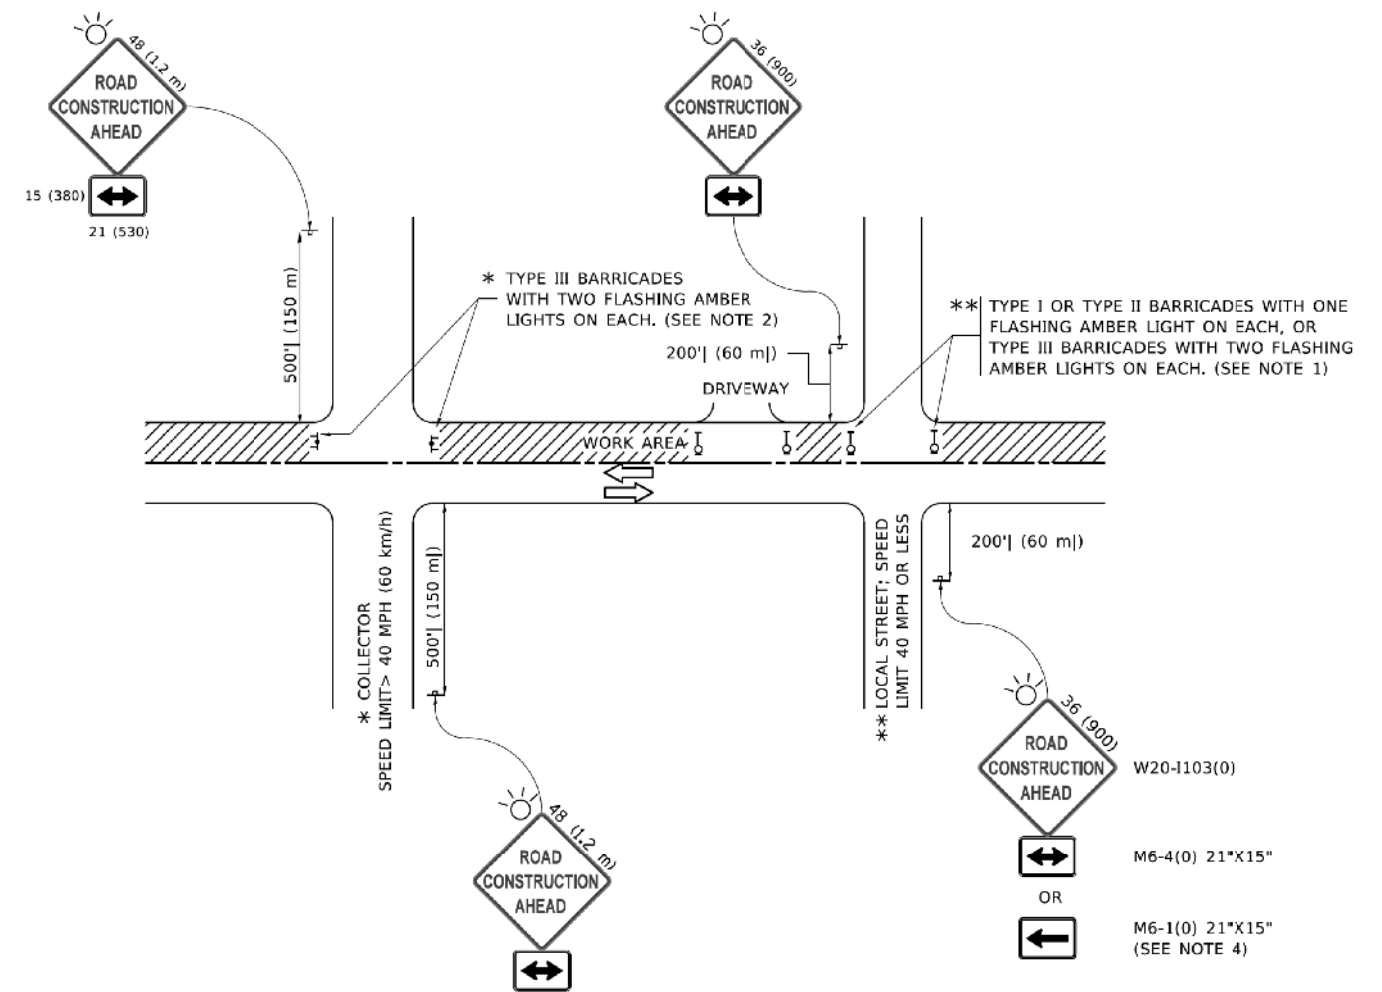 48 (1.2 m)
ROAD
CONSTRUCTION
AHEAD
15 (380)
21 (530)
36 (900)
ROAD
CONSTRUCTION
AHEAD
500'| (150 m)
* TYPE III BARRICADES
WITH TWO FLASHING AMBER
LIGHTS ON EACH. (SEE NOTE 2)
200'| (60 m|)
DRIVEWAY
** TYPE I OR TYPE II BARRICADES WITH ONE
FLASHING AMBER LIGHT ON EACH, OR
TYPE III BARRICADES WITH TWO FLASHING
AMBER LIGHTS ON EACH. (SEE NOTE 1)
WORK AREA
* COLLECTOR
SPEED LIMIT> 40 MPH (60 km/h)
500'| (150 m|)
** LOCAL STREET; SPEED
LIMIT 40 MPH OR LESS
200'| (60 m|)
48 (1.2 m)
ROAD
CONSTRUCTION
AHEAD
36 (900)
ROAD
CONSTRUCTION
AHEAD
W20-I103(0)
M6-4(0) 21"X15"
OR
M6-1(0) 21"X15"
(SEE NOTE 4)